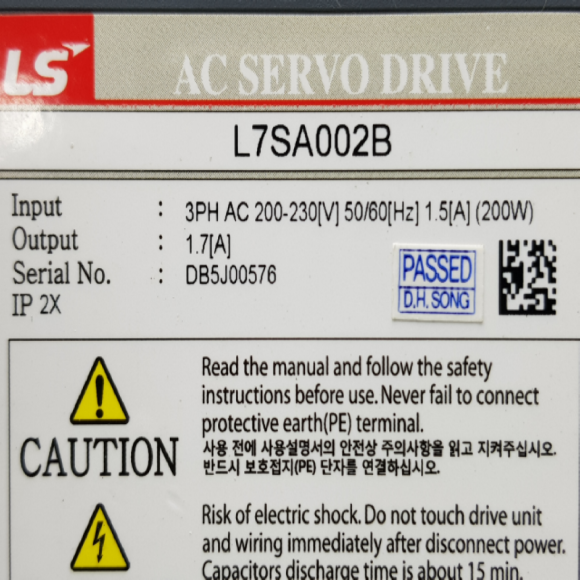 LS
AC SERVO DRIVE
L7SA002B
Input : 3PH AC 200-230[V] 50/60[Hz] 1.5[A] (200W)
Output : 1.7[A]
Serial No. : DB5J00576
IP 2X
PASSED
D.H. SONG
CAUTION
Read the manual and follow the safety
instructions before use. Never fail to connect
protective earth(PE) terminal.
사용 전에 사용설명서의 안전상 주의사항을 읽고 지켜주십시오.
반드시 보호접지(PE) 단자를 연결하십시오.
Risk of electric shock. Do not touch drive unit
and wiring immediately after disconnect power.
Capacitors discharge time is about 15 min.